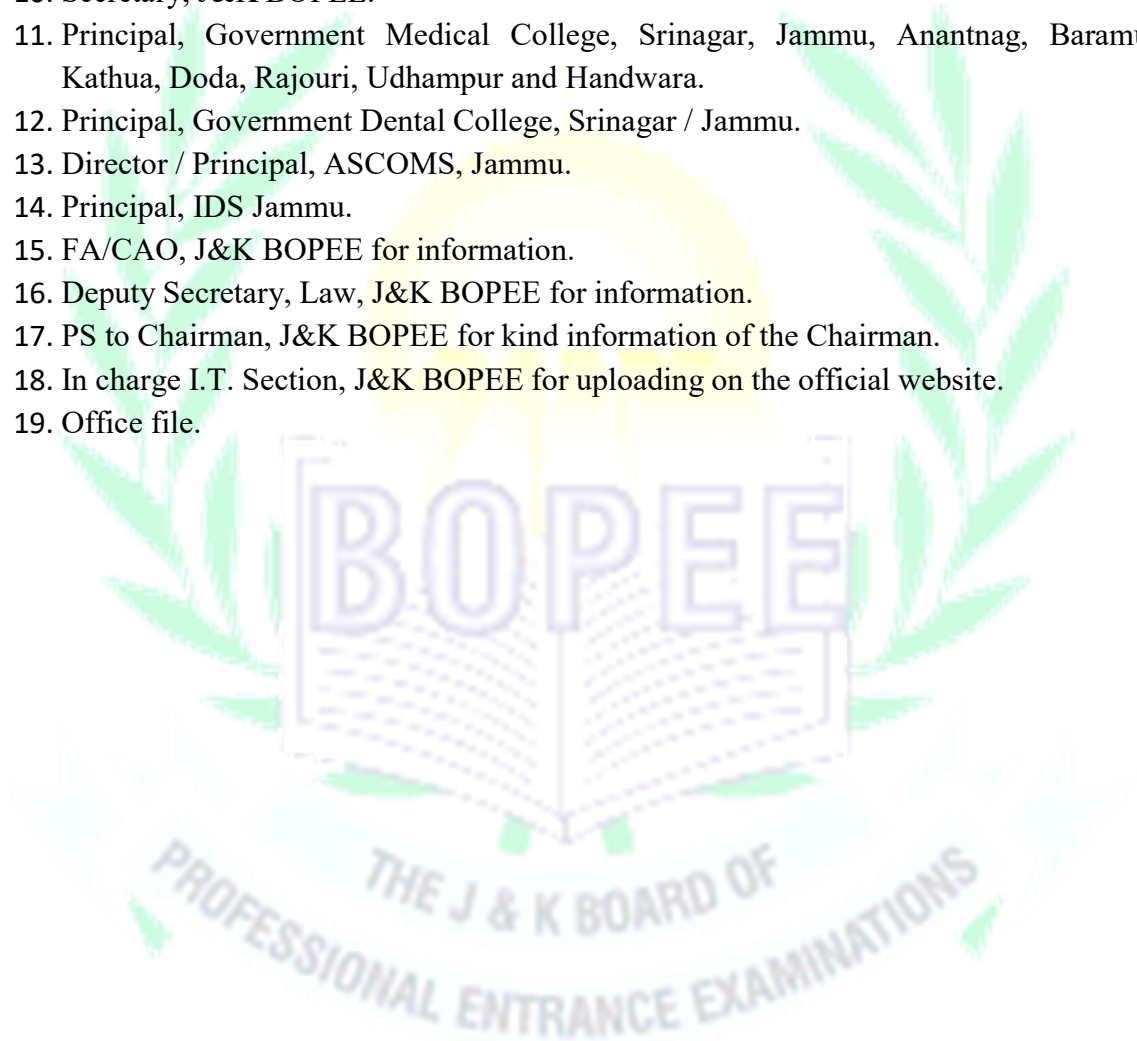 10. Secretary, J&K BOPEE.
11. Principal, Government Medical College, Srinagar, Jammu, Anantnag,
Kathua, Doda, Rajouri, Udhampur and Handwara.
12. Principal, Government Dental College, Srinagar / Jammu.
13. Director / Principal, ASCOMS, Jammu.
14. Principal, IDS Jammu.
15. FA/CAO, J&K BOPEE for information.
16. Deputy Secretary, Law, J&K BOPEE for information.
17. PS to Chairman, J&K BOPEE for kind information of the Chairman.
18. In charge I.T. Section, J&K BOPEE for uploading on the official website.
19. Office file.
BOPEE
THE J & K BOARD OF
PROFESSIONAL ENTRANCE EXAMINATIONS